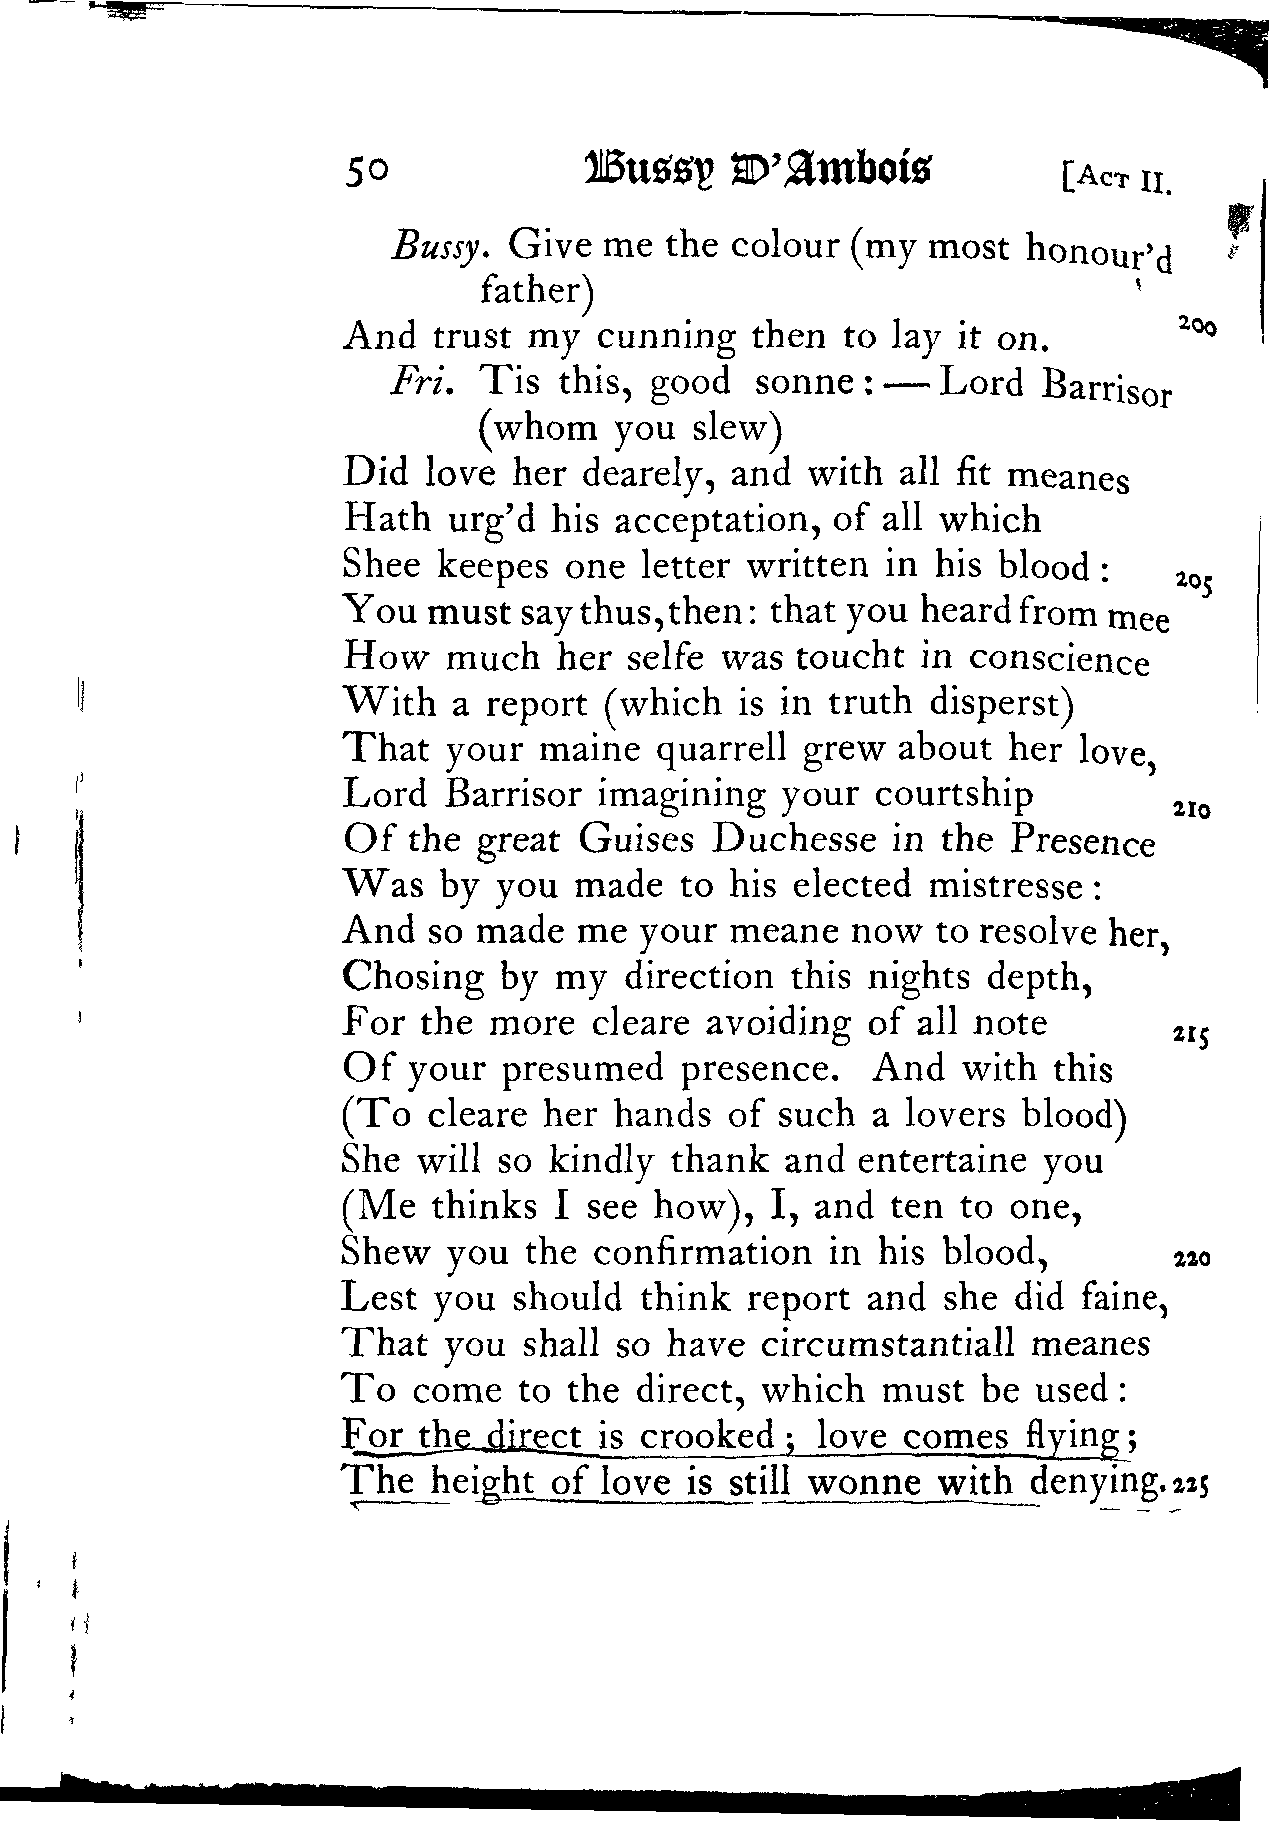 50 Bussy D'Ambois [ACT II.
Bussy. Give me the colour (my most honour'd
father)
And trust my cunning then to lay it on. 200
Fri. Tis this, good sonne:—Lord Barrisor
(whom you slew)
Did love her dearely, and with all fit meanes
Hath urg'd his acceptation, of all which
Shee keepes one letter written in his blood: 205
You must say thus, then: that you heard from mee
How much her selfe was toucht in conscience
With a report (which is in truth disperst)
That your maine quarrell grew about her love,
Lord Barrisor imagining your courtship 210
Of the great Guises Duchesse in the Presence
Was by you made to his elected mistresse:
And so made me your meane now to resolve her,
Chosing by my direction this nights depth,
For the more cleare avoiding of all note 215
Of your presumed presence. And with this
(To cleare her hands of such a lovers blood)
She will so kindly thank and entertaine you
(Me thinks I see how), I, and ten to one,
Shew you the confirmation in his blood, 220
Lest you should think report and she did faine,
That you shall so have circumstantiall meanes
To come to the direct, which must be used:
For the direct is crooked; love comes flying;
The height of love is still wonne with denying. 225